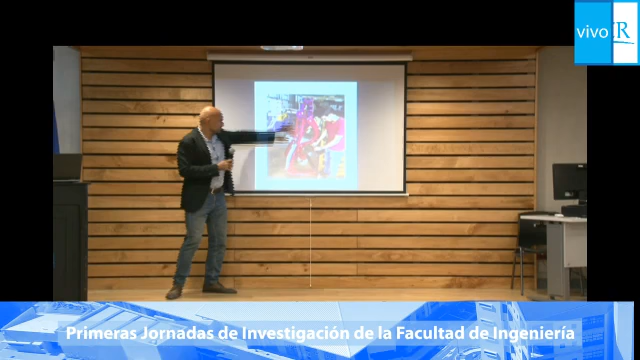 vivo R
Primeras Jornadas de Investigación de la Facultad de Ingeniería